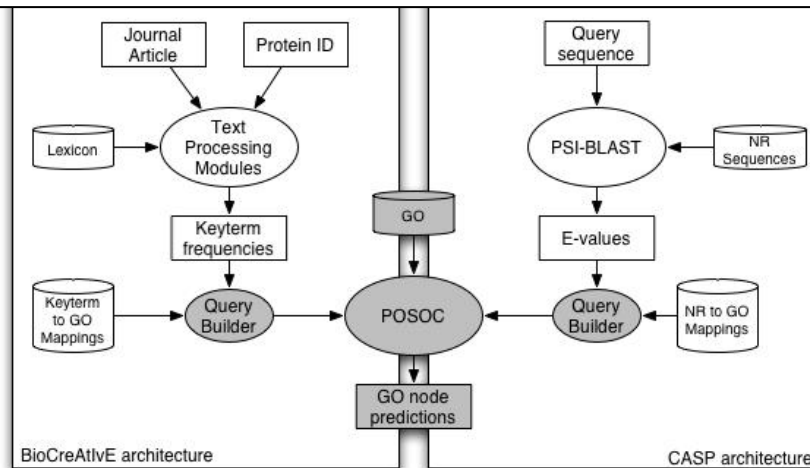 Journal
Article
Protein ID
Query
sequence
Lexicon
Text
Processing
Modules
PSI-BLAST
NR
Sequences
Keyterm
frequencies
GO
E-values
Keyterm
to GO
Mappings
Query
Builder
POSOC
Query
Builder
NR to GO
Mappings
GO node
predictions
BioCreAtIvE architecture
CASP architecture